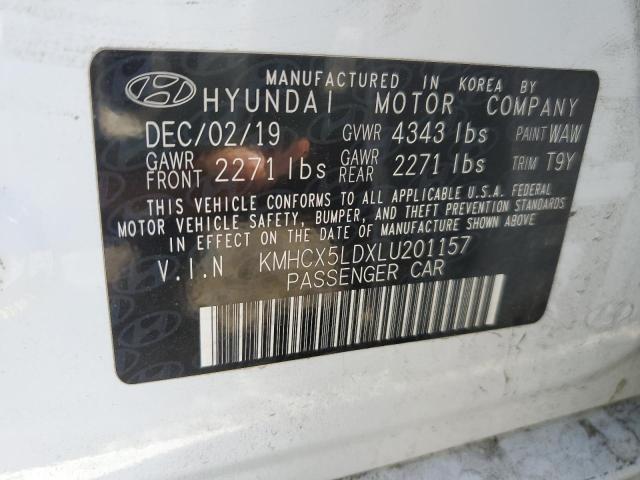 MANUFACTURED IN KOREA BY
HYUNDAI MOTOR COMPANY
DEC/02/19 GVWR 4343 lbs PAINT WAW
GAWR FRONT 2271 lbs GAWR REAR 2271 lbs TRIM T9Y
THIS VEHICLE CONFORMS TO ALL APPLICABLE U.S.A. FEDERAL
MOTOR VEHICLE SAFETY, BUMPER, AND THEFT PREVENTION STANDARDS
IN EFFECT ON THE DATE OF MANUFACTURE SHOWN ABOVE
V.I.N KMHCX5LDXLU201157
PASSENGER CAR